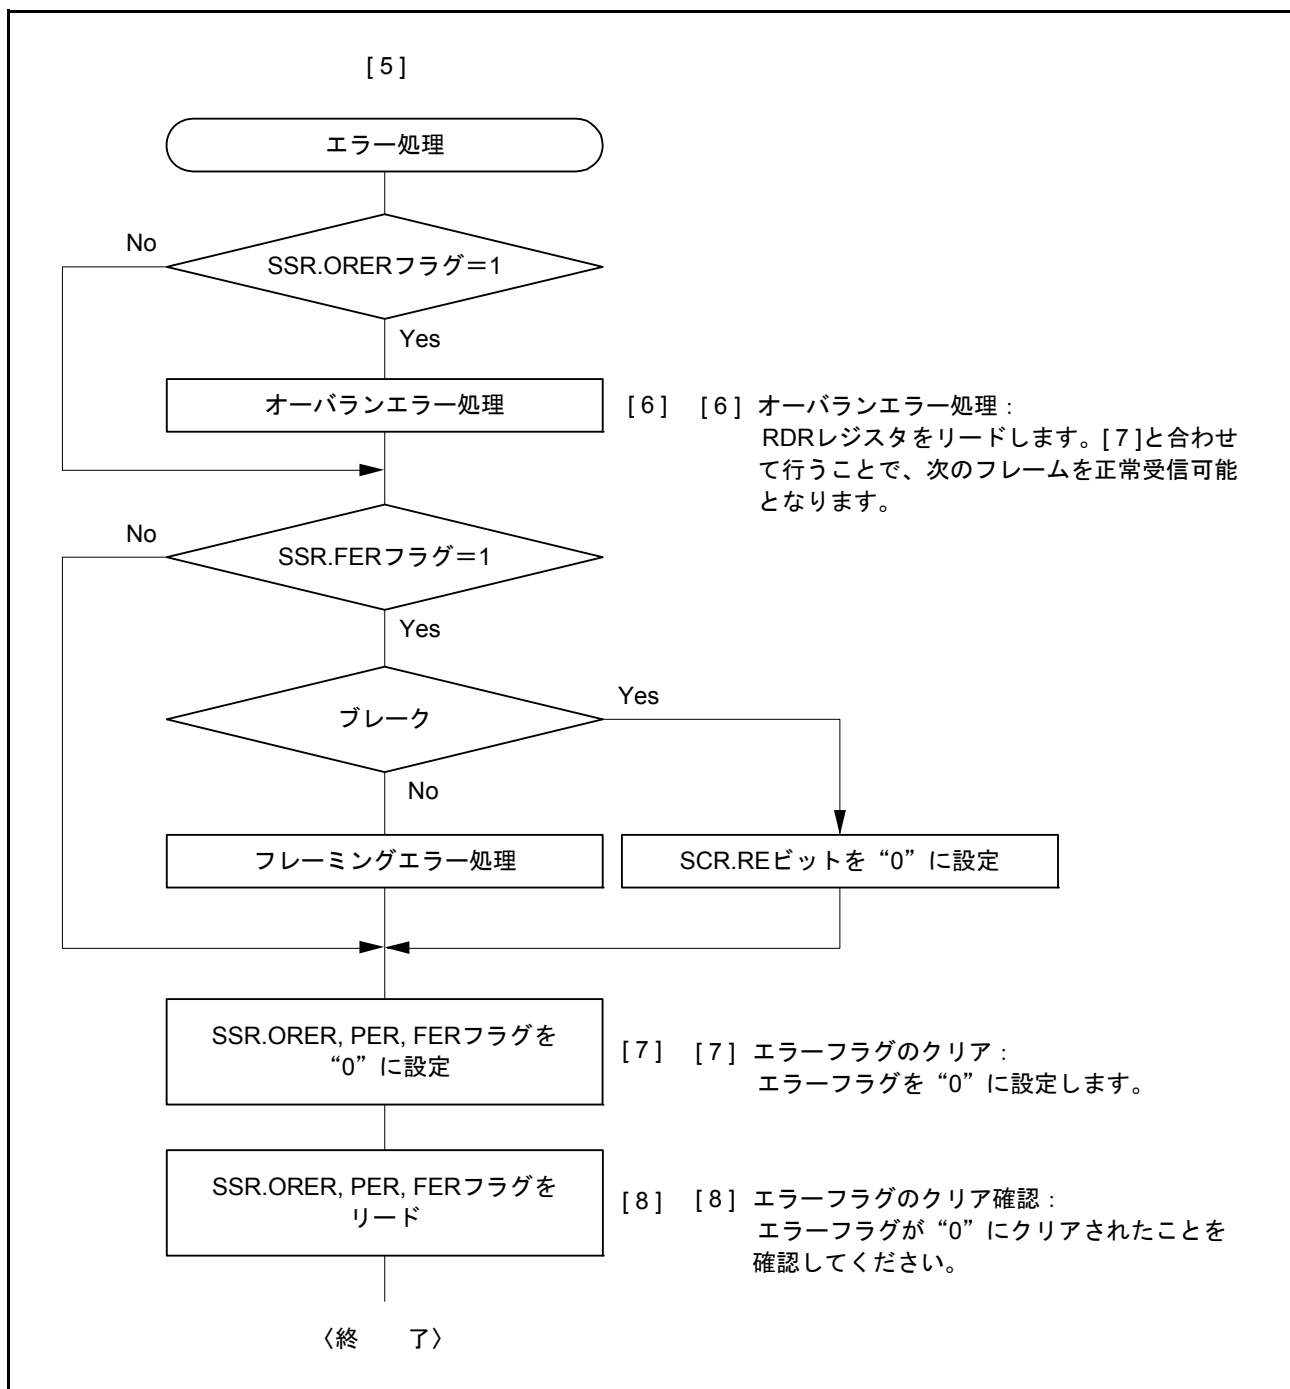 [ 5 ]
エラー処理
No
SSR.ORERフラグ＝1
Yes
オーバランエラー処理
[ 6 ]
[ 6 ] オーバランエラー処理：
RDRレジスタをリードします。[ 7 ]と合わせ
て行うことで、次のフレームを正常受信可能
となります。
No
SSR.FERフラグ＝1
Yes
ブレーク
Yes
No
フレーミングエラー処理
SCR.REビットを“0”に設定
SSR.ORER, PER, FERフラグを
“0”に設定
[ 7 ]
[ 7 ] エラーフラグのクリア：
エラーフラグを“0”に設定します。
SSR.ORER, PER, FERフラグを
リード
[ 8 ]
[ 8 ] エラーフラグのクリア確認：
エラーフラグが“0”にクリアされたことを
確認してください。
〈終　　了〉